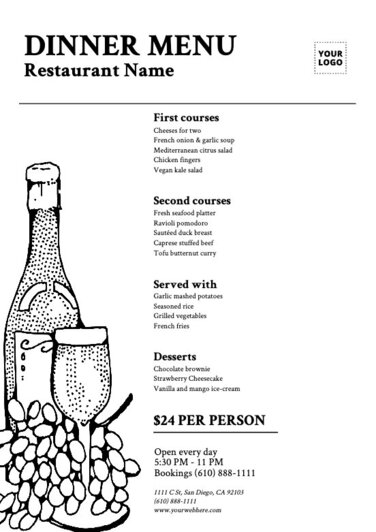 DINNER MENU
Restaurant Name
YOUR
LOGO
First courses
Cheeses for two
French onion & garlic soup
Mediterranean citrus salad
Chicken fingers
Vegan kale salad
Second courses
Fresh seafood platter
Ravioli pomodoro
Sautéed duck breast
Caprese stuffed beef
Tofu butternut curry
Served with
Garlic mashed potatoes
Seasoned rice
Grilled vegetables
French fries
Desserts
Chocolate brownie
Strawberry Cheesecake
Vanilla and mango ice-cream
$24 PER PERSON
Open every day
5:30 PM - 11 PM
Bookings (610) 888-1111
1111 C St, San Diego, CA 92103
(610) 888-1111
www.yourwebhere.com